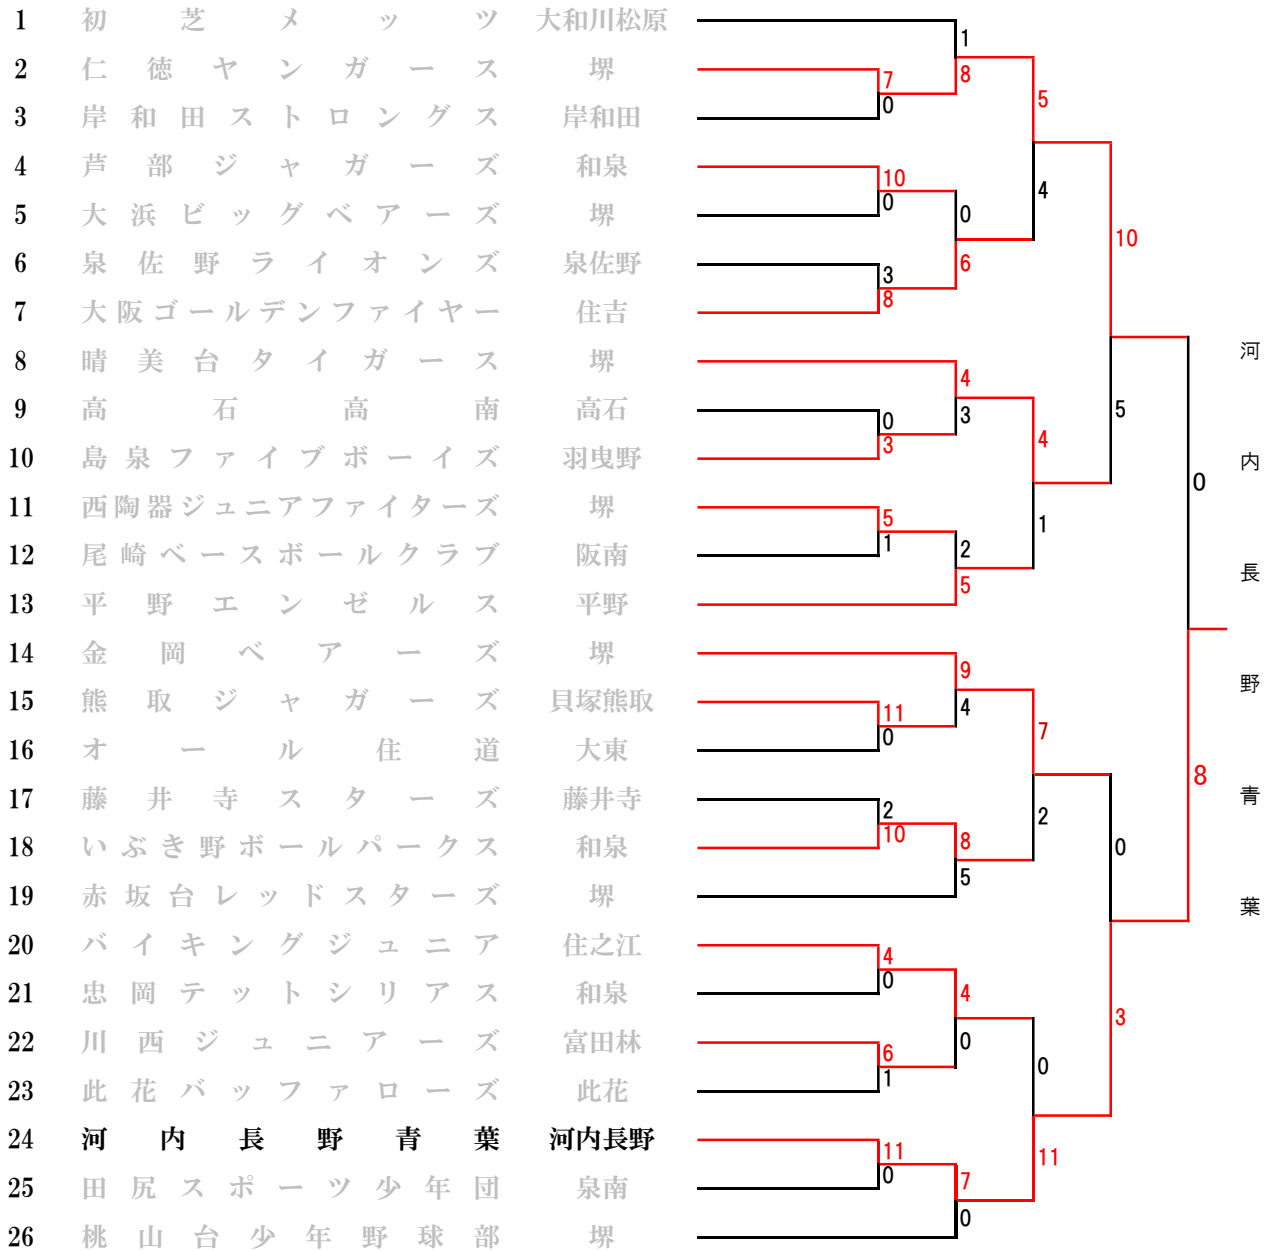 1 初芝メッツ 大和川松原
2 仁徳ヤンガース 堺
3 岸和田ストロングス 岸和田
4 芦部ジャガーズ 和泉
5 大浜ビッグベアーズ 堺
6 泉佐野ライオンズ 泉佐野
7 大阪ゴールデンファイヤー 住吉
8 晴美台タイガース 堺
9 高石高南 高石
10 島泉ファイブボーイズ 羽曳野
11 西陶器ジュニアファイターズ 堺
12 尾崎ベースボールクラブ 阪南
13 平野エンゼルス 平野
14 金岡ベアーズ 堺
15 熊取ジャガーズ 貝塚熊取
16 オール住道 大東
17 藤井寺スターズ 藤井寺
18 いぶき野ボールパークス 和泉
19 赤坂台レッドスターズ 堺
20 バイキングジュニア 住之江
21 忠岡テットシリアス 和泉
22 川西ジュニアーズ 富田林
23 此花バッファローズ 此花
24 河内長野青葉 河内長野
25 田尻スポーツ少年団 泉南
26 桃山台少年野球部 堺
7
0
10
0
3
8
0
3
5
1
11
0
2
10
4
0
6
1
11
0
1
8
0
6
4
3
2
5
9
4
8
5
4
0
7
0
5
4
4
1
7
2
0
11
10
5
0
3
0
8
河内長野青葉